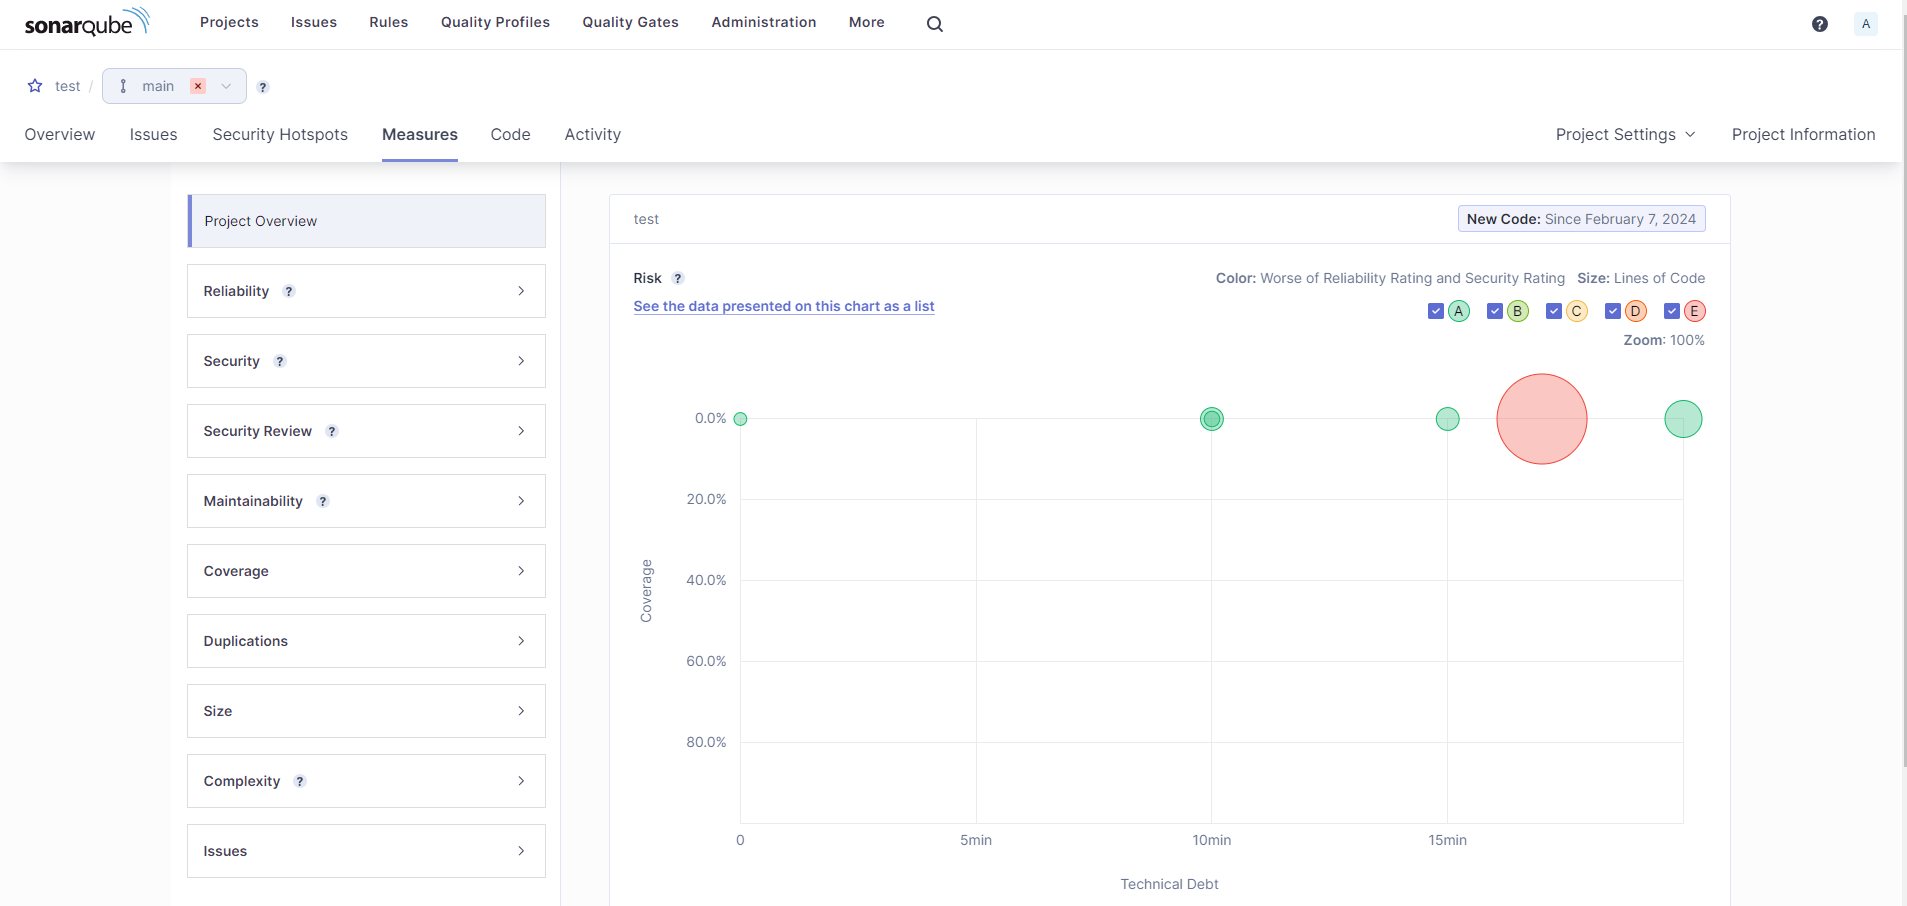 sonarqube
Projects Issues Rules Quality Profiles Quality Gates Administration More
? A
test / main × ?
Overview Issues Security Hotspots Measures Code Activity Project Settings Project Information
Project Overview
Reliability ?
Security ?
Security Review ?
Maintainability ?
Coverage
Duplications
Size
Complexity ?
Issues
test New Code: Since February 7, 2024
Risk ? Color: Worse of Reliability Rating and Security Rating Size: Lines of Code
See the data presented on this chart as a list
A B C D E
Zoom: 100%
0.0%
20.0%
40.0%
60.0%
80.0%
Coverage
0 5min 10min 15min
Technical Debt